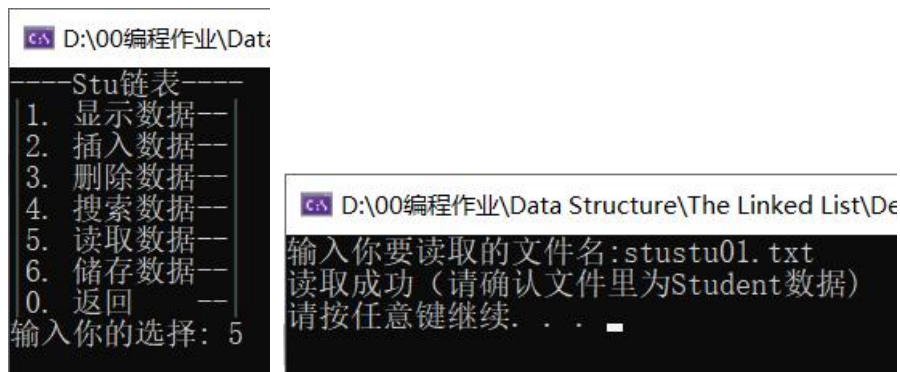 D:\00编程作业\Data
----Stu链表----
|1. 显示数据--|
|2. 插入数据--|
|3. 删除数据--|
|4. 搜索数据--|
|5. 读取数据--|
|6. 储存数据--|
|0. 返回    --|
输入你的选择: 5
D:\00编程作业\Data Structure\The Linked List\De
输入你要读取的文件名:stustu01.txt
读取成功（请确认文件里为Student数据)
请按任意键继续. . .